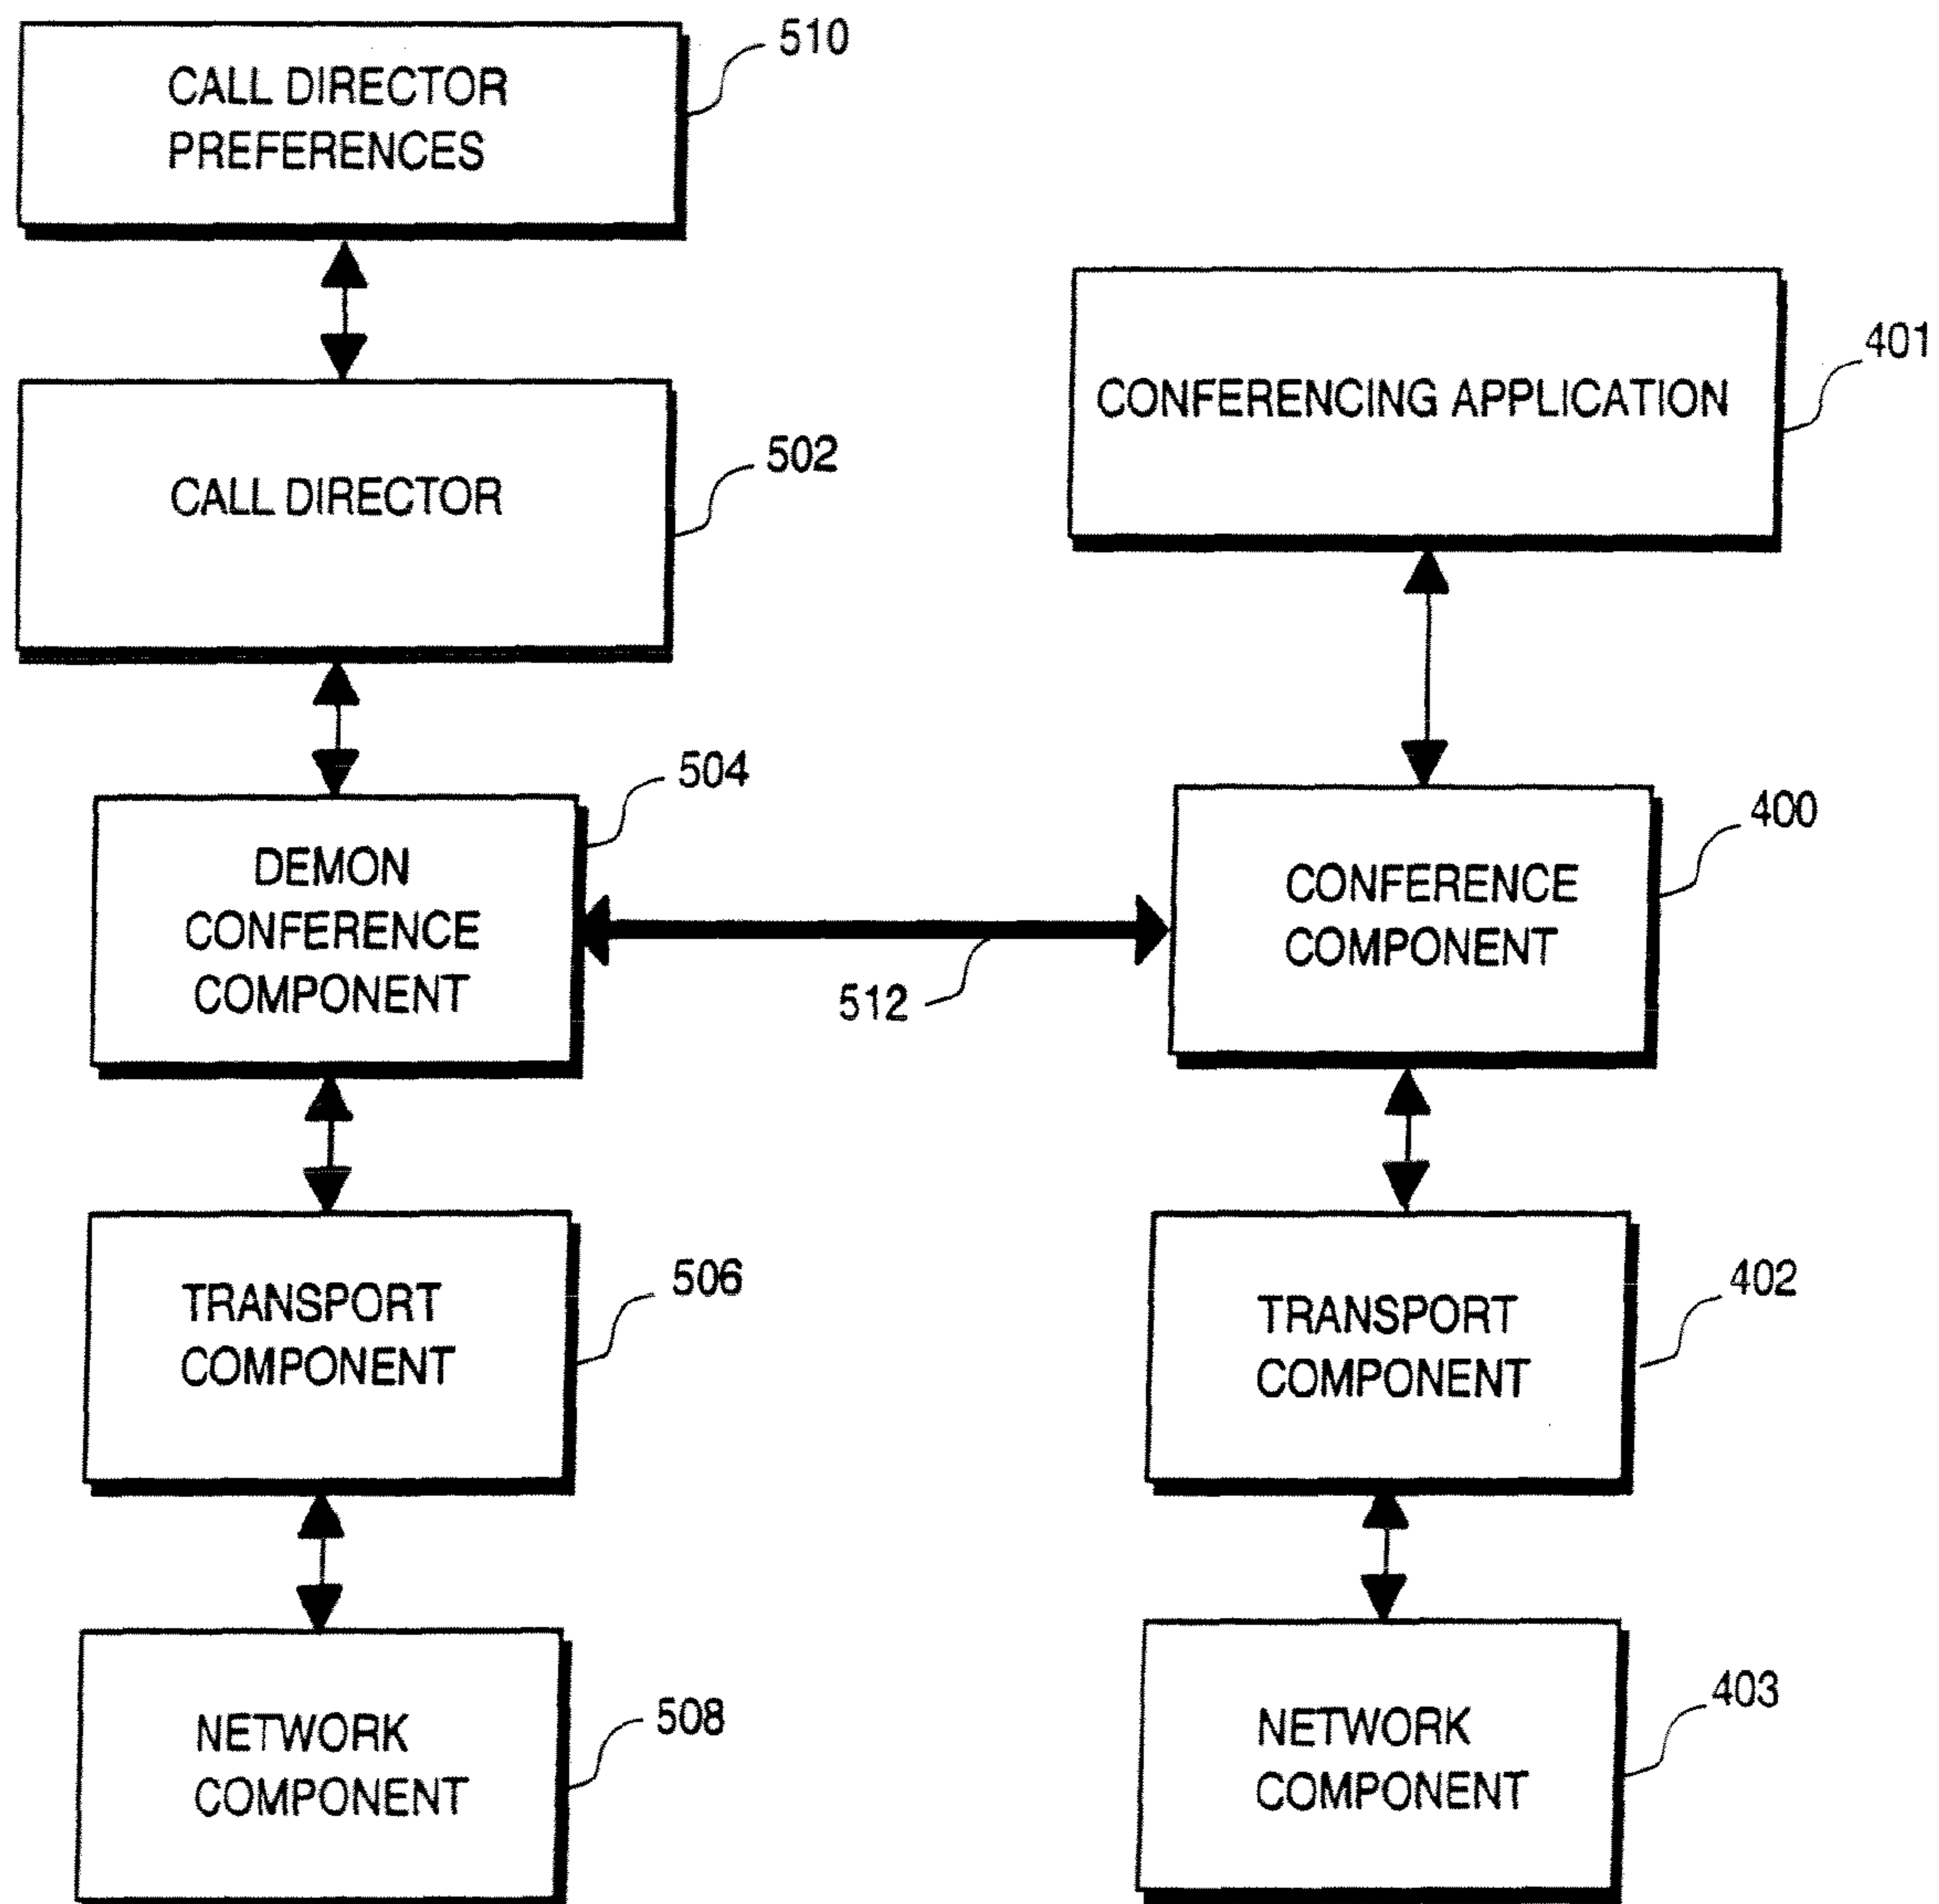 510
CALL DIRECTOR
PREFERENCES
401
CONFERENCING APPLICATION
502
CALL DIRECTOR
504
DEMON
CONFERENCE
COMPONENT
400
CONFERENCE
COMPONENT
512
506
TRANSPORT
COMPONENT
402
TRANSPORT
COMPONENT
508
NETWORK
COMPONENT
403
NETWORK
COMPONENT